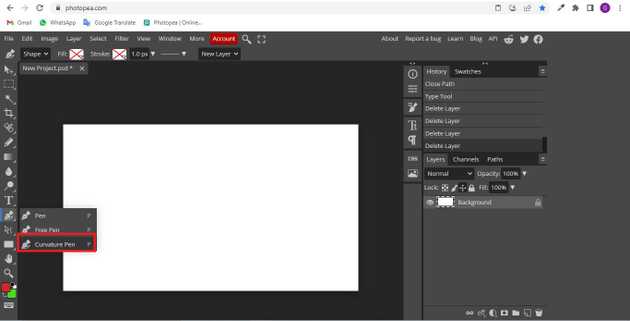 photopea.com
Gmail WhatsApp Google Translate Photopea | Online...
File Edit Image Layer Select Filter View Window More Account About Report a bug Learn Blog API
Shape Fill: Stroke: 1.0 px New Layer
New Project.psd *
History Swatches
Close Path
Type Tool
Delete Layer
Delete Layer
Delete Layer
Delete Layer
CSS
Layers Channels Paths
Normal Opacity: 100%
Lock: Fill: 100%
Background
Pen P
Free Pen P
Curvature Pen P